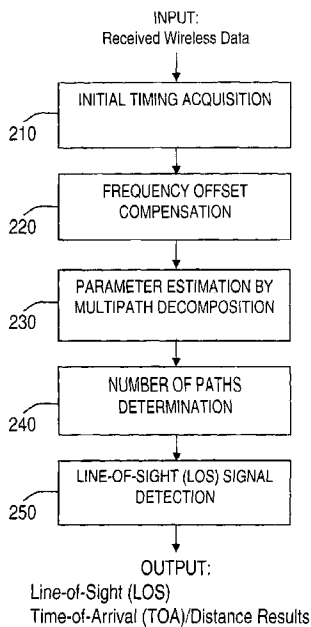 INPUT:
Received Wireless Data
INITIAL TIMING ACQUISITION
210
FREQUENCY OFFSET
COMPENSATION
220
PARAMETER ESTIMATION BY
MULTIPATH DECOMPOSITION
230
NUMBER OF PATHS
DETERMINATION
240
LINE-OF-SIGHT (LOS) SIGNAL
DETECTION
250
OUTPUT:
Line-of-Sight (LOS)
Time-of-Arrival (TOA)/Distance Results